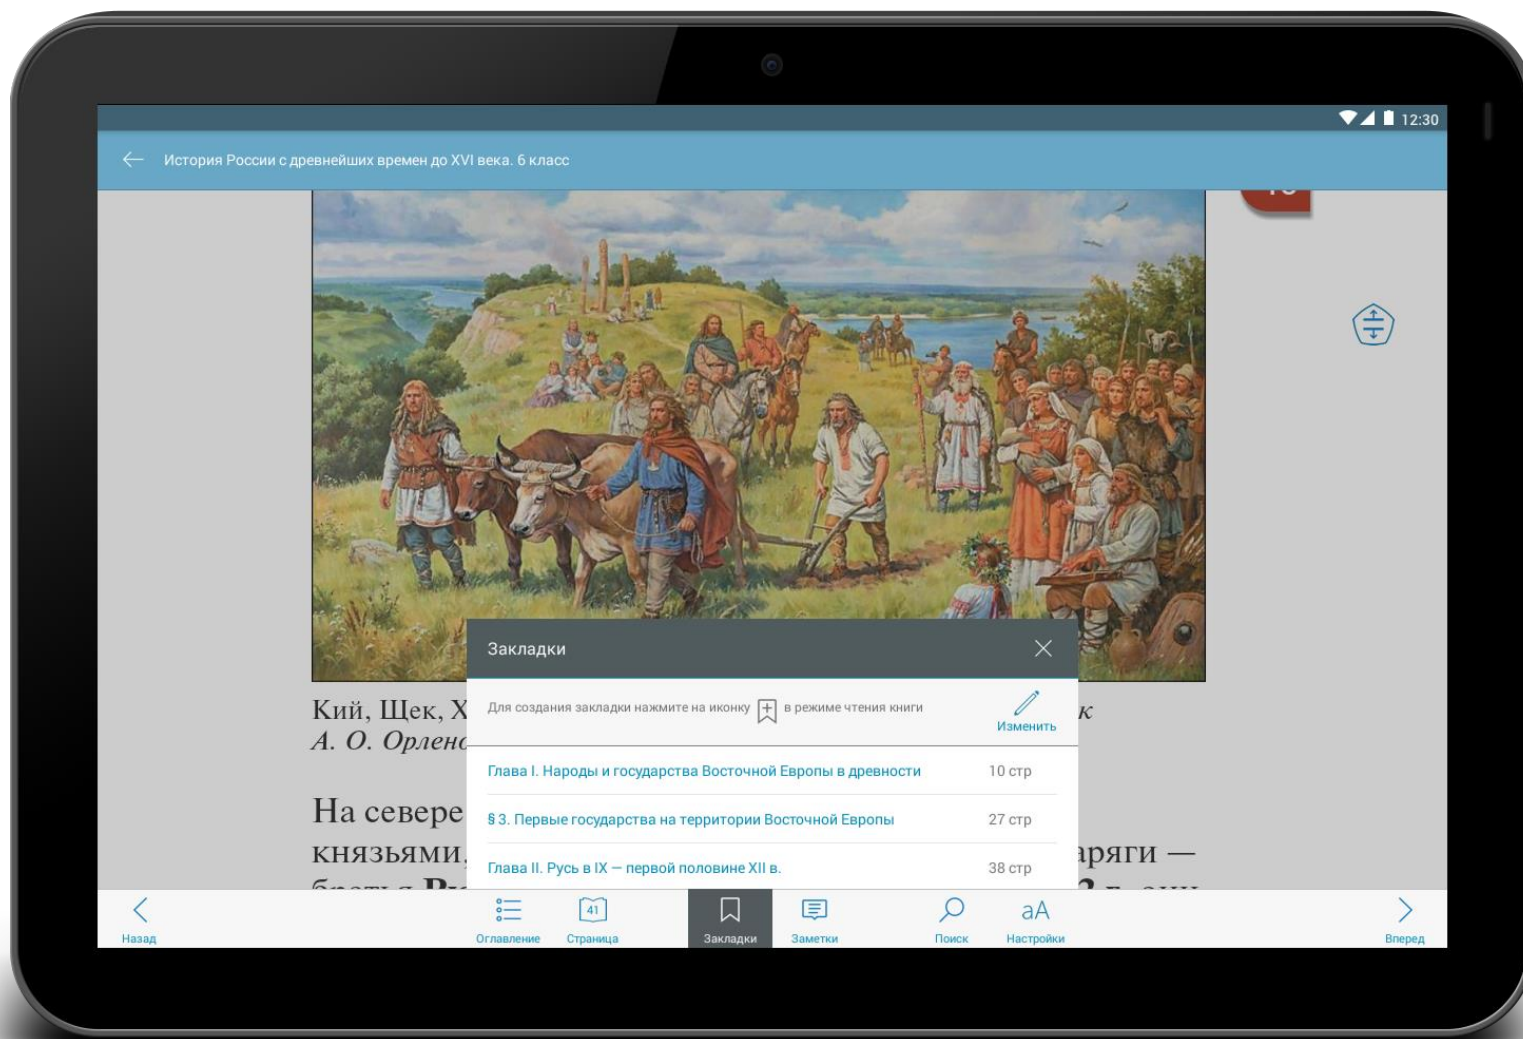 12:30
История России с древнейших времен до XVI века. 6 класс
Закладки
Для создания закладки нажмите на иконку в режиме чтения книги
Изменить
Кий, Щек,
А. О.
Глава I. Народы и государства Восточной Европы в древности 10 стр
На севере
§ 3. Первые государства на территории Восточной Европы 27 стр
князьями, —
Глава II. Русь в IX — первой половине XII в. 38 стр
41
аА
Назад Оглавление Страница Закладки Заметки Поиск Настройки Вперед